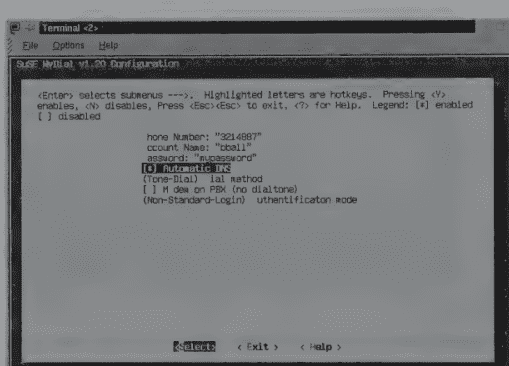 Terminal <2>
File Options Help
SuSE WvDial v1.20 Configuration
<Enter> selects submenus --->. Highlighted letters are hotkeys. Pressing <Y>
enables, <N> disables, Press <Esc><Esc> to exit, <?> for Help. Legend: [*] enabled
[ ] disabled
hone Number: "3214887"
ccount Name: "bball"
assword: "mypassword"
[*] Automatic DNS
(Tone-Dial) ial method
[ ] M dem on PBX (no dialtone)
(Non-Standard-Login) uthentificaton mode
<Select> < Exit > < Help >